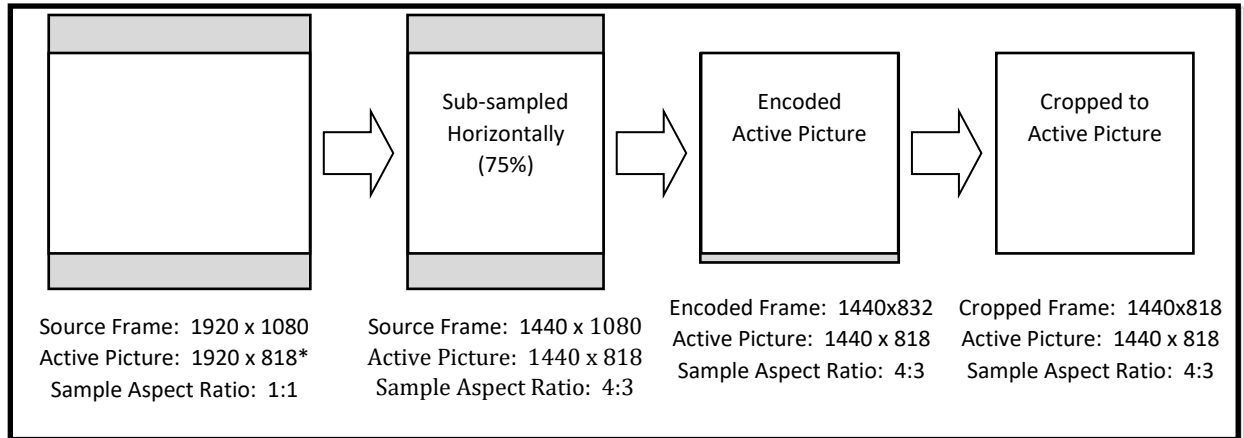 Sub-sampled
Horizontally
(75%)
Encoded
Active Picture
Cropped to
Active Picture
Source Frame: 1920 x 1080
Active Picture: 1920 x 818*
Sample Aspect Ratio: 1:1
Source Frame: 1440 x 1080
Active Picture: 1440 x 818
Sample Aspect Ratio: 4:3
Encoded Frame: 1440x832
Active Picture: 1440 x 818
Sample Aspect Ratio: 4:3
Cropped Frame: 1440x818
Active Picture: 1440 x 818
Sample Aspect Ratio: 4:3